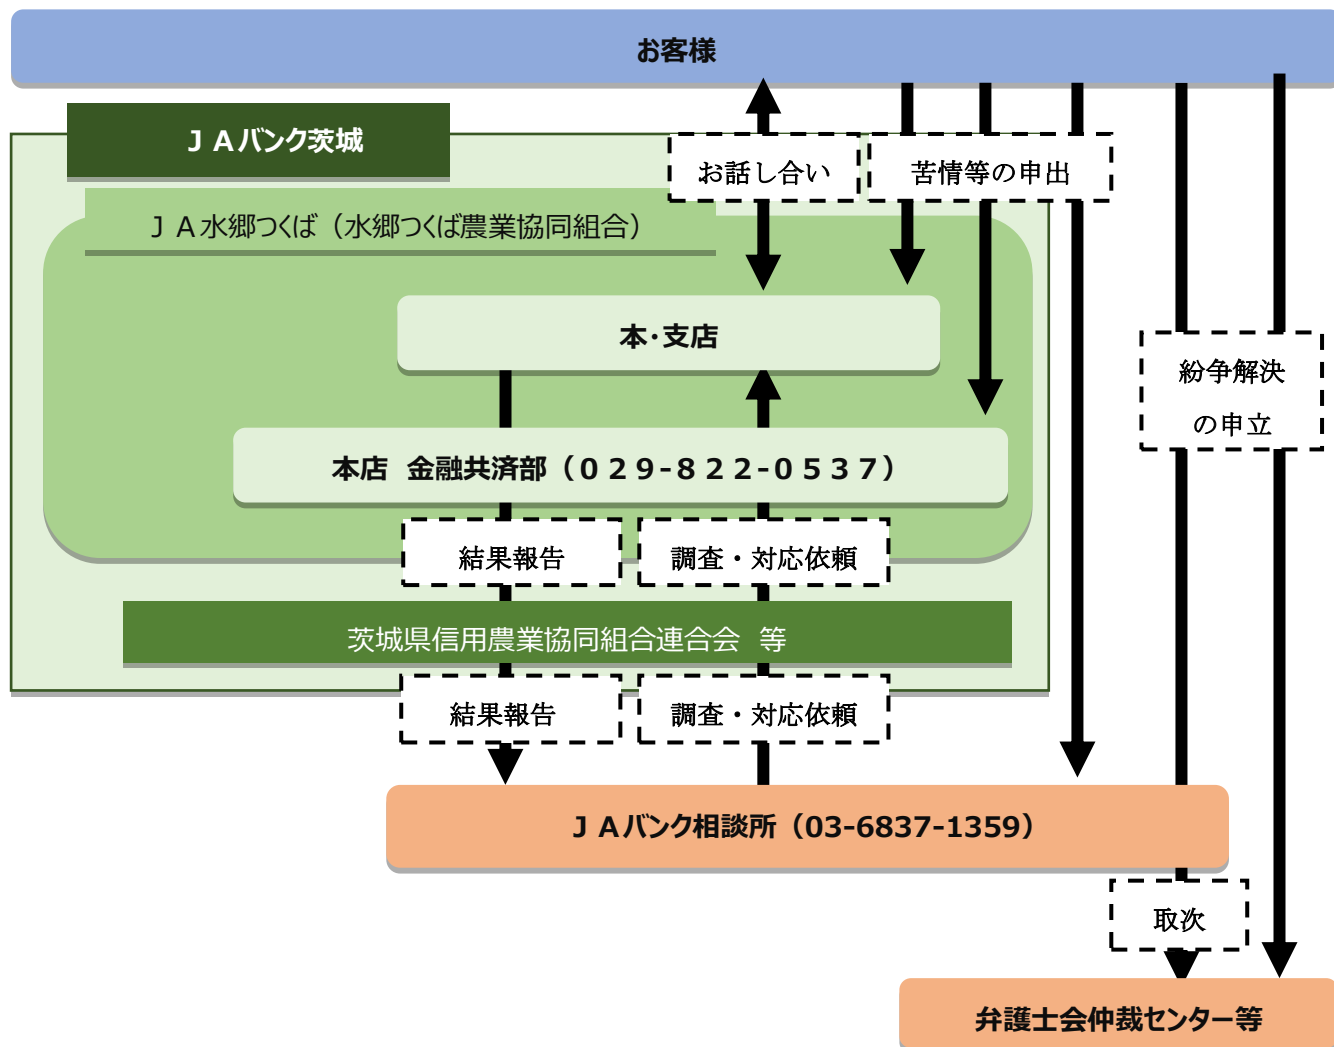 お客様
ＪＡバンク茨城
お話し合い
苦情等の申出
ＪＡ水郷つくば（水郷つくば農業協同組合）
本・支店
紛争解決
の申立
本店 金融共済部（０２９-８２２-０５３７）
結果報告
調査・対応依頼
茨城県信用農業協同組合連合会 等
結果報告
調査・対応依頼
ＪＡバンク相談所（03-6837-1359）
取次
弁護士会仲裁センター等